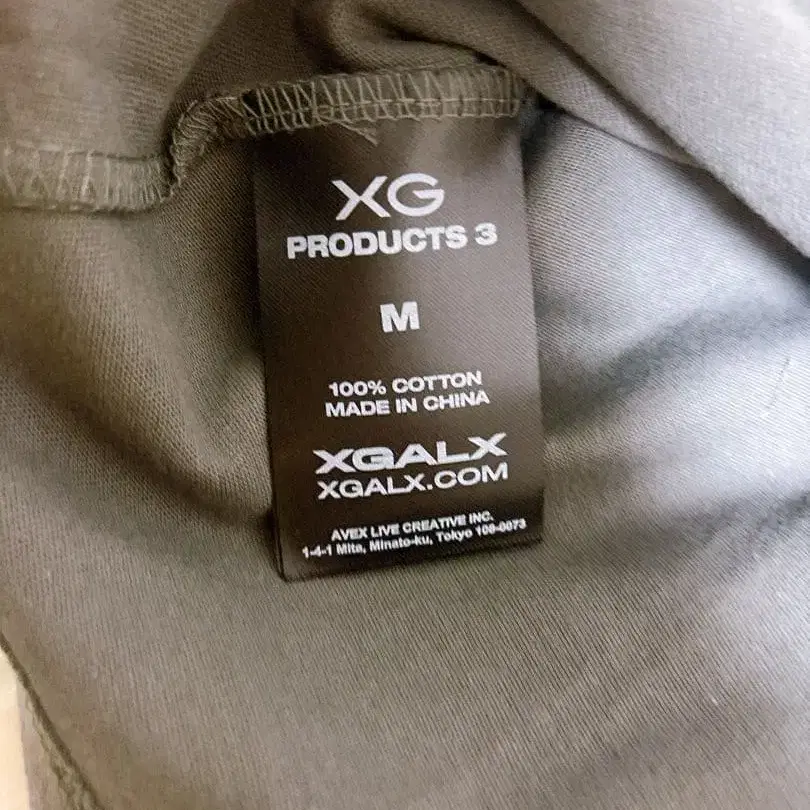 XG
PRODUCTS 3
M
100% COTTON
MADE IN CHINA
XGALX
XGALX.COM
AVEX LIVE CREATIVE INC.
1-4-1 Mita, Minato-ku, Tokyo 108-0073